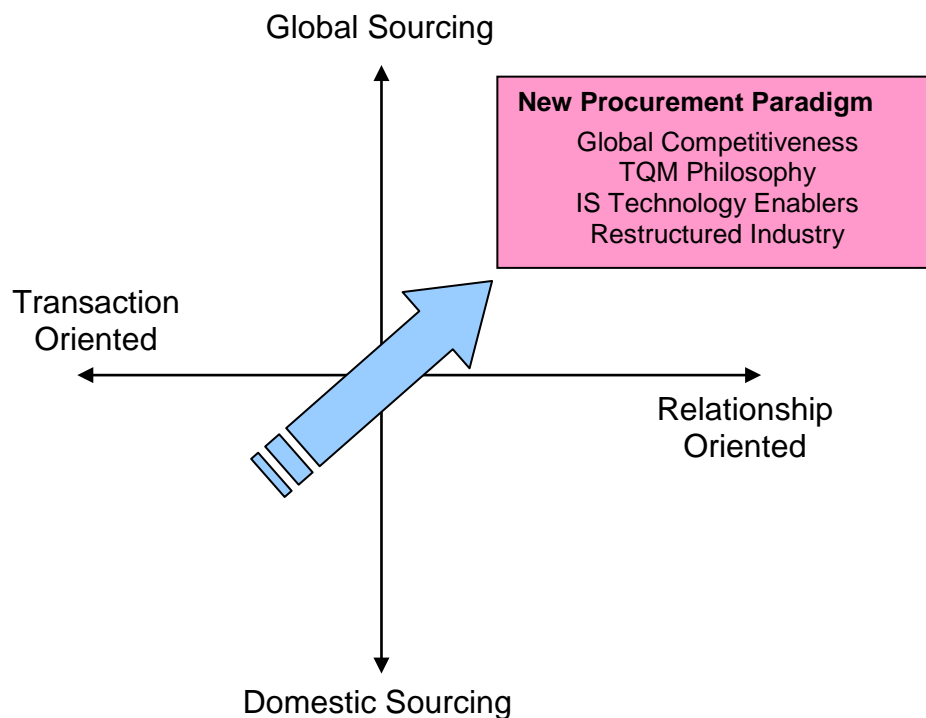 Global Sourcing
New Procurement Paradigm
Global Competitiveness
TQM Philosophy
IS Technology Enablers
Restructured Industry
Transaction
Oriented
Relationship
Oriented
Domestic Sourcing